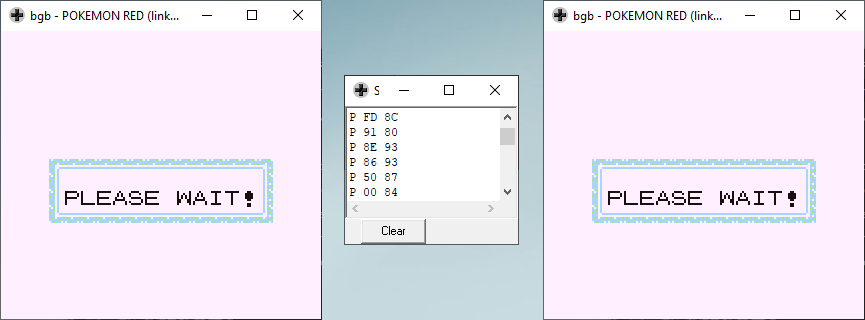 bgb - POKEMON RED (link...
PLEASE WAIT!
S
P FD 8C
P 91 80
P 8E 93
P 86 93
P 50 87
P 00 84
Clear
bgb - POKEMON RED (link...
PLEASE WAIT!